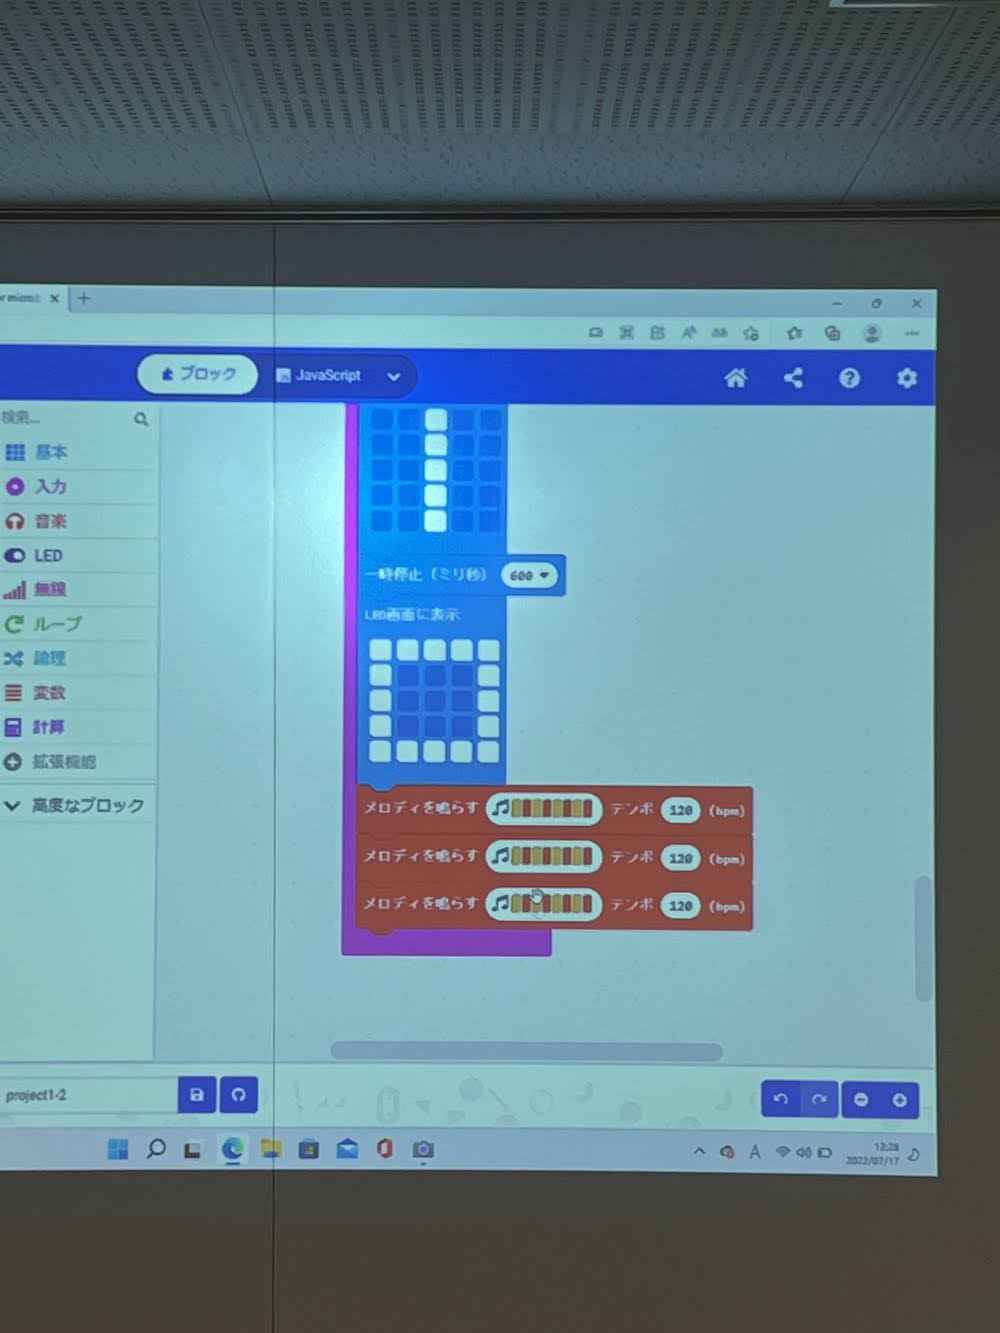 or micro:b
ブロック
JavaScript
検索...
基本
入力
音楽
LED
無線
ループ
論理
変数
計算
拡張機能
高度なブロック
一時停止（ミリ秒） 600
LED画面に表示
メロディを鳴らす テンポ 120 (bpm)
メロディを鳴らす テンポ 120 (bpm)
メロディを鳴らす テンポ 120 (bpm)
project1-2
A
12:28
2022/07/17